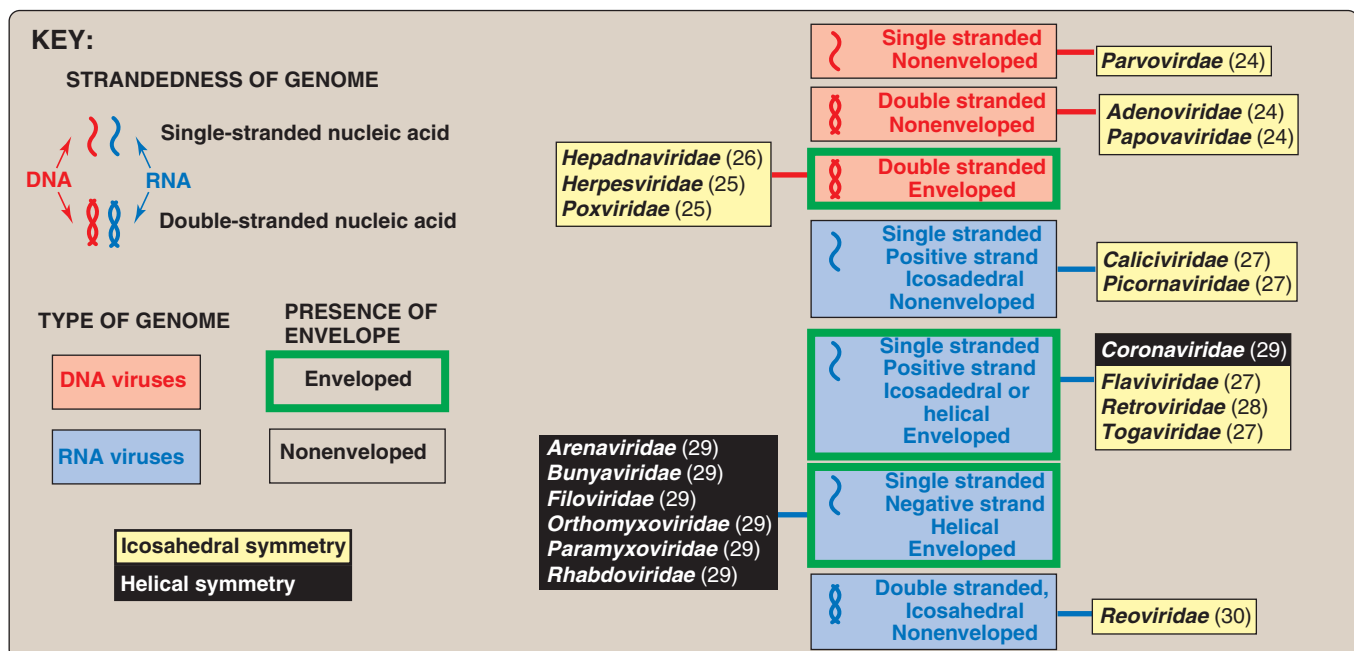 KEY:
STRANDEDNESS OF GENOME
Single-stranded nucleic acid
DNA
RNA
Double-stranded nucleic acid
TYPE OF GENOME
PRESENCE OF
ENVELOPE
DNA viruses
Enveloped
RNA viruses
Nonenveloped
Icosahedral symmetry
Helical symmetry
Single stranded
Nonenveloped
Parvovirdae (24)
Double stranded
Nonenveloped
Adenoviridae (24)
Papovaviridae (24)
Hepadnaviridae (26)
Herpesviridae (25)
Poxviridae (25)
Double stranded
Enveloped
Single stranded
Positive strand
Icosadedral
Nonenveloped
Caliciviridae (27)
Picornaviridae (27)
Single stranded
Positive strand
Icosadedral or
helical
Enveloped
Coronaviridae (29)
Flaviviridae (27)
Retroviridae (28)
Togaviridae (27)
Arenaviridae (29)
Bunyaviridae (29)
Filoviridae (29)
Orthomyxoviridae (29)
Paramyxoviridae (29)
Rhabdoviridae (29)
Single stranded
Negative strand
Helical
Enveloped
Double stranded,
Icosahedral
Nonenveloped
Reoviridae (30)